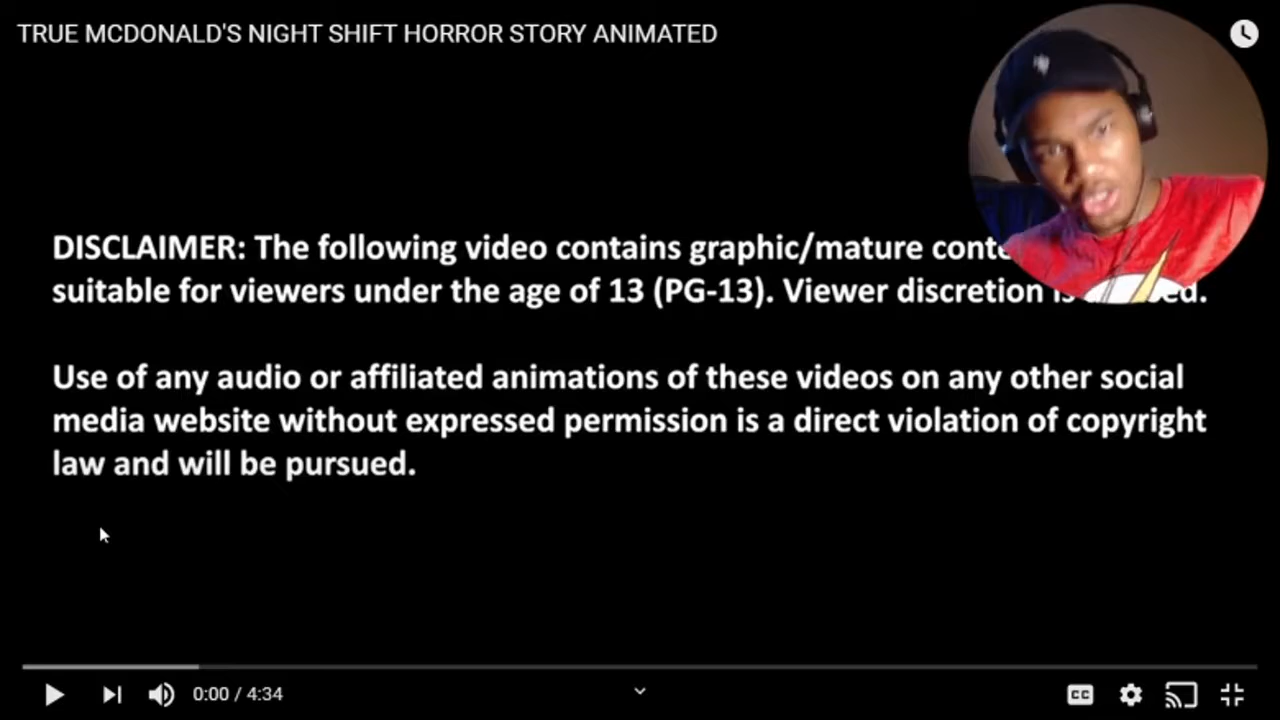 TRUE MCDONALD'S NIGHT SHIFT HORROR STORY ANIMATED
DISCLAIMER: The following video contains graphic/mature
suitable for viewers under the age of 13 (PG-13). Viewer discretion
Use of any audio or affiliated animations of these videos on any other social
media website without expressed permission is a direct violation of copyright
law and will be pursued.
0:00 / 4:34
CC